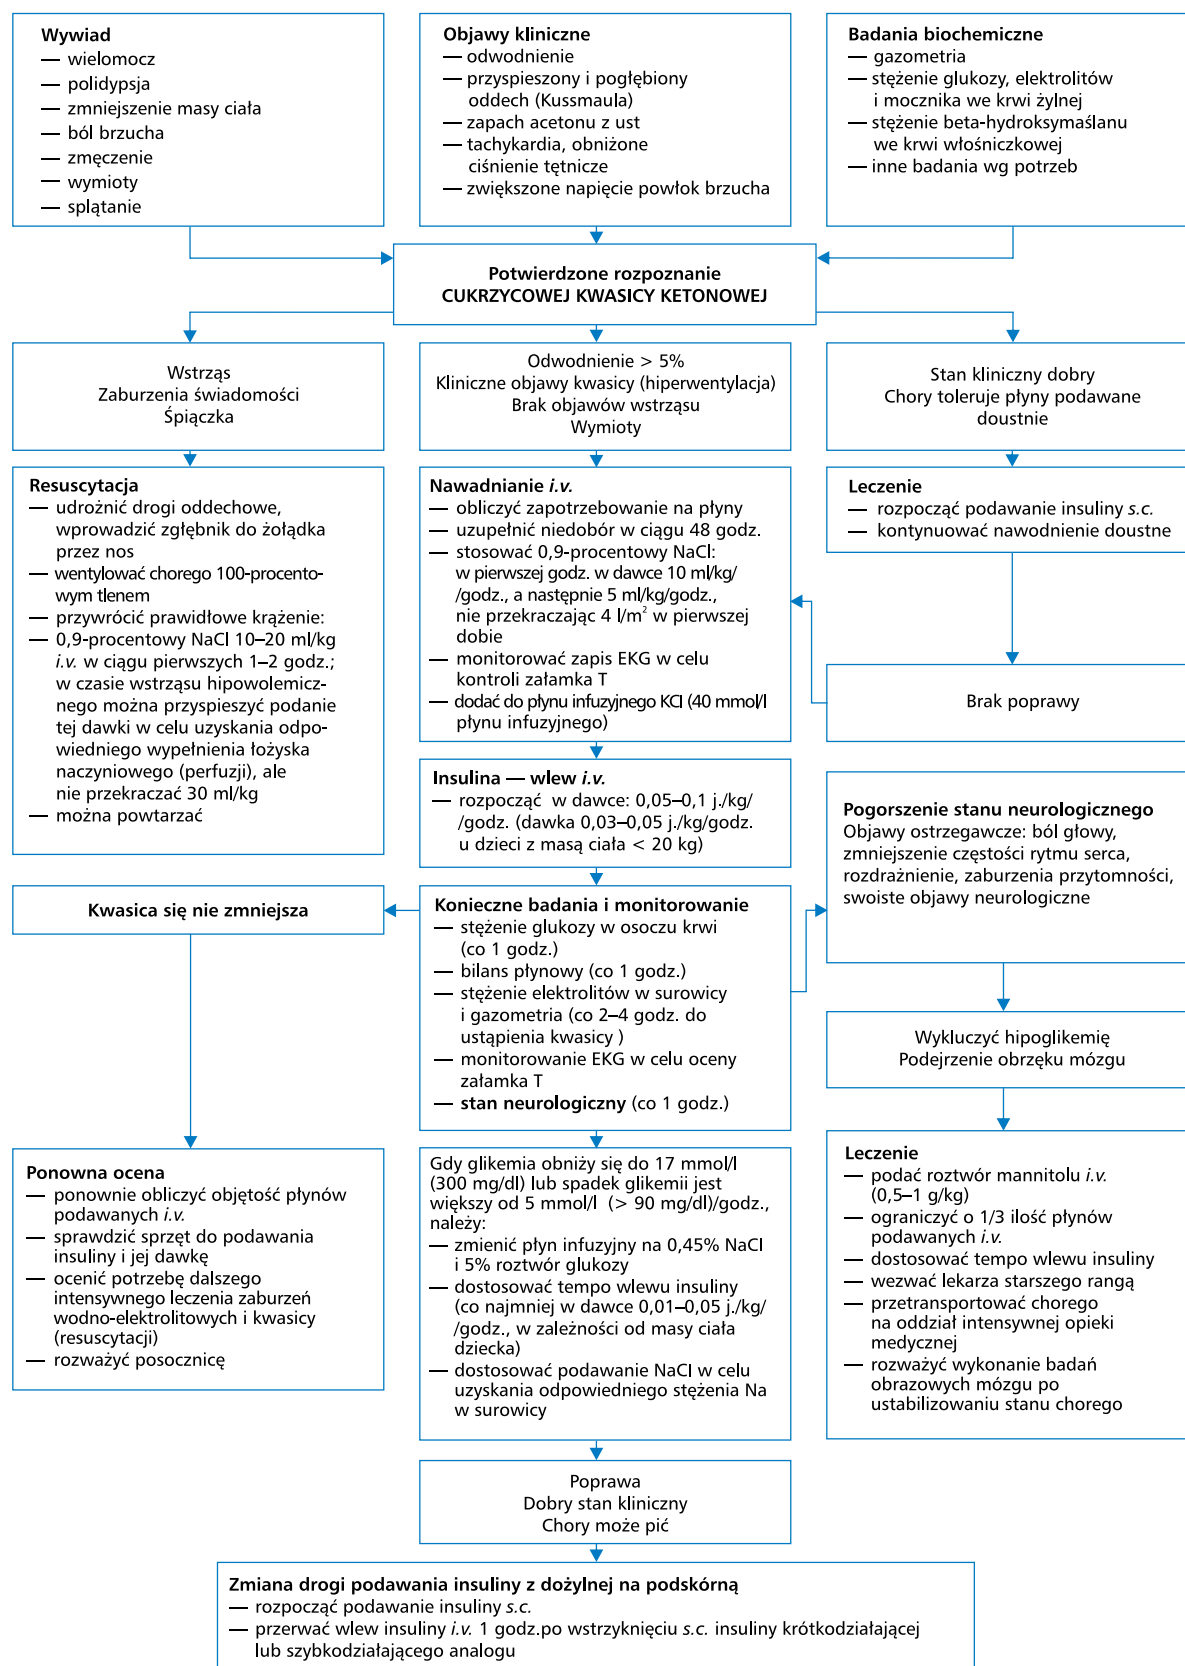 Wywiad
— wielomocz
— polidypsja
— zmniejszenie masy ciała
— ból brzucha
— zmęczenie
— wymioty
— splątanie
Objawy kliniczne
— odwodnienie
— przyspieszony i pogłębiony
oddech (Kussmaula)
— zapach acetonu z ust
— tachykardia, obniżone
ciśnienie tętnicze
— zwiększone napięcie powłok brzucha
Badania biochemiczne
— gazometria
— stężenie glukozy, elektrolitów
i mocznika we krwi żylnej
— stężenie beta-hydroksymaślanu
we krwi włośniczkowej
— inne badania wg potrzeb
Potwierdzone rozpoznanie
CUKRZYCOWEJ KWASICY KETONOWEJ
Wstrząs
Zaburzenia świadomości
Śpiączka
Odwodnienie > 5%
Kliniczne objawy kwasicy (hiperwentylacja)
Brak objawów wstrząsu
Wymioty
Stan kliniczny dobry
Chory toleruje płyny podawane
doustnie
Resuscytacja
— udrożnić drogi oddechowe,
wprowadzić zgłębnik do żołądka
przez nos
— wentylować chorego 100-procento-
wym tlenem
— przywrócić prawidłowe krążenie:
— 0,9-procentowy NaCl 10–20 ml/kg
i.v. w ciągu pierwszych 1–2 godz.;
w czasie wstrząsu hipowolemicz-
nego można przyspieszyć podanie
tej dawki w celu uzyskania odpo-
wiedniego wypełnienia łożyska
naczyniowego (perfuzji), ale
nie przekraczać 30 ml/kg
— można powtarzać
Nawadnianie i.v.
— obliczyć zapotrzebowanie na płyny
— uzupełnić niedobór w ciągu 48 godz.
— stosować 0,9-procentowy NaCl:
w pierwszej godz. w dawce 10 ml/kg/
/godz., a następnie 5 ml/kg/godz.,
nie przekraczając 4 l/m² w pierwszej
dobie
— monitorować zapis EKG w celu
kontroli załamka T
— dodać do płynu infuzyjnego KCl (40 mmol/l
płynu infuzyjnego)
Leczenie
— rozpocząć podawanie insuliny s.c.
— kontynuować nawodnienie doustne
Brak poprawy
Insulina — wlew i.v.
— rozpocząć w dawce: 0,05–0,1 j./kg/
/godz. (dawka 0,03–0,05 j./kg/godz.
u dzieci z masą ciała < 20 kg)
Pogorszenie stanu neurologicznego
Objawy ostrzegawcze: ból głowy,
zmniejszenie częstości rytmu serca,
rozdrażnienie, zaburzenia przytomności,
swoiste objawy neurologiczne
Kwasica się nie zmniejsza
Konieczne badania i monitorowanie
— stężenie glukozy w osoczu krwi
(co 1 godz.)
— bilans płynowy (co 1 godz.)
— stężenie elektrolitów w surowicy
i gazometria (co 2–4 godz. do
ustąpienia kwasicy )
— monitorowanie EKG w celu oceny
załamka T
— stan neurologiczny (co 1 godz.)
Wykluczyć hipoglikemię
Podejrzenie obrzęku mózgu
Ponowna ocena
— ponownie obliczyć objętość płynów
podawanych i.v.
— sprawdzić sprzęt do podawania
insuliny i jej dawkę
— ocenić potrzebę dalszego
intensywnego leczenia zaburzeń
wodno-elektrolitowych i kwasicy
(resuscytacji)
— rozważyć posocznicę
Gdy glikemia obniży się do 17 mmol/l
(300 mg/dl) lub spadek glikemii jest
większy od 5 mmol/l (> 90 mg/dl)/godz.,
należy:
— zmienić płyn infuzyjny na 0,45% NaCl
i 5% roztwór glukozy
— dostosować tempo wlewu insuliny
(co najmniej w dawce 0,01–0,05 j./kg/
/godz., w zależności od masy ciała
dziecka)
— dostosować podawanie NaCl w celu
uzyskania odpowiedniego stężenia Na
w surowicy
Leczenie
— podać roztwór mannitolu i.v.
(0,5–1 g/kg)
— ograniczyć o 1/3 ilość płynów
podawanych i.v.
— dostosować tempo wlewu insuliny
— wezwać lekarza starszego rangą
— przetransportować chorego
na oddział intensywnej opieki
medycznej
— rozważyć wykonanie badań
obrazowych mózgu po
ustabilizowaniu stanu chorego
Poprawa
Dobry stan kliniczny
Chory może pić
Zmiana drogi podawania insuliny z dożylnej na podskórną
— rozpocząć podawanie insuliny s.c.
— przerwać wlew insuliny i.v. 1 godz.po wstrzyknięciu s.c. insuliny krótkodziałającej
lub szybkodziałającego analogu